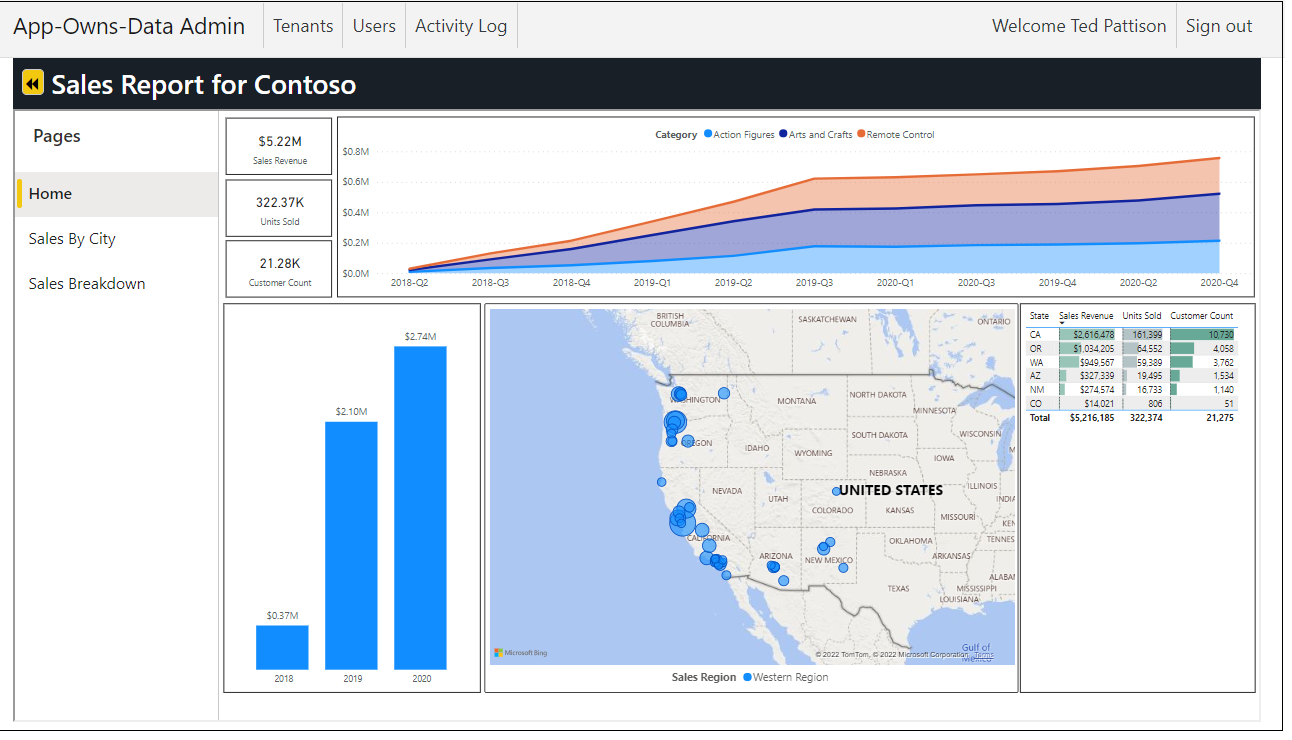 App-Owns-Data Admin Tenants Users Activity Log Welcome Ted Pattison Sign out
Sales Report for Contoso
Pages
Home
Sales By City
Sales Breakdown
$5.22M
Sales Revenue
322.37K
Units Sold
21.28K
Customer Count
Category Action Figures Arts and Crafts Remote Control
$0.8M
$0.6M
$0.4M
$0.2M
$0.0M
2018-Q2 2018-Q3 2018-Q4 2019-Q1 2019-Q2 2019-Q3 2020-Q1 2020-Q3 2019-Q4 2020-Q2 2020-Q4
$2.74M
$2.10M
$0.37M
2018 2019 2020
BRITISH
COLUMBIA
SASKATCHEWAN
ONTARIO
WASHINGTON
MONTANA
NORTH DAKOTA
MINNESOTA
OREGON
IDAHO
SOUTH DAKOTA
WISCONSIN
WYOMING
IOWA
NEBRASKA
NEVADA
UTAH
UNITED STATES
ILLINOIS
INDIA
COLORADO
KANSAS
MISSOURI
KEN
CALIFORNIA
ARIZONA
NEW MEXICO
OKLAHOMA
ARKANSAS
TENNES
TEXAS
MISSISSIPPI
ALABA
LOUISIANA
Gulf of
Mexico
Microsoft Bing
© 2022 TomTom, © 2022 Microsoft Corporation Terms
Sales Region Western Region
State Sales Revenue Units Sold Customer Count
CA $2,616,478 161,399 10,730
OR $1,034,205 64,552 4,058
WA $949,567 59,389 3,762
AZ $327,339 19,495 1,534
NM $274,574 16,733 1,140
CO $14,021 806 51
Total $5,216,185 322,374 21,275